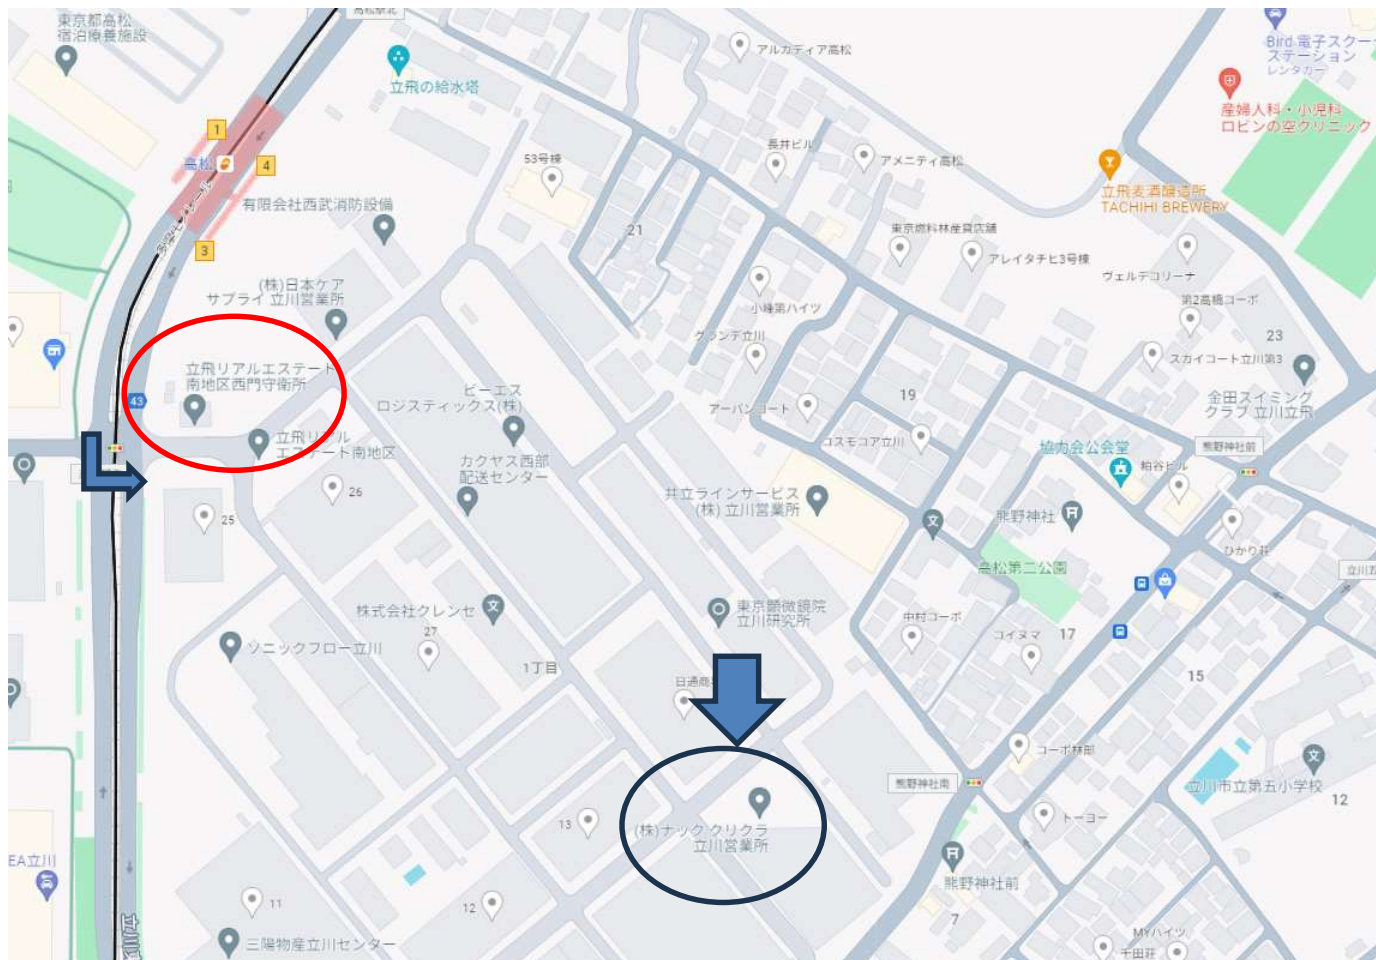 東京都高松
宿泊療養施設
高松駅北
立飛の給水塔
アルカディア高松
Bird 電子スクー
ステーション
レンタカー
産婦人科・小児科
ロビンの空クリニック
1
高松
4
53号棟
長井ビル
アメニティ高松
立飛麦酒醸造所
TACHIHI BREWERY
有限会社西武消防設備
3
21
東京燃料林産賃店舗
アレイタチヒ3号棟
ヴェルデコリーナ
(株)日本ケア
サプライ 立川営業所
小峰第ハイツ
第2高橋コーポ
グランデ立川
23
スカイコート立川第3
立飛リアルエステート
南地区西門守衛所
43
ビーエス
ロジスティックス(株)
アーバンコート
19
金田スイミング
クラブ 立川立飛
立飛リアル
エステート南地区
コスモコア立川
協力会公会堂
熊野神社前
カクヤス西部
配送センター
粕谷ビル
26
共立ラインサービス
(株) 立川営業所
25
熊野神社
ひかり荘
高松第二公園
立川五
株式会社クレンセ
東京顕微鏡院
立川研究所
中村コーポ
コイヌマ
17
27
ソニックフロー立川
1丁目
15
コーポ林部
熊野神社南
立川市立第五小学校
12
13
(株)ナック クリクラ
立川営業所
トーヨー
EA立川
熊野神社前
11
12
7
三陽物産立川センター
MYハイツ
千田荘